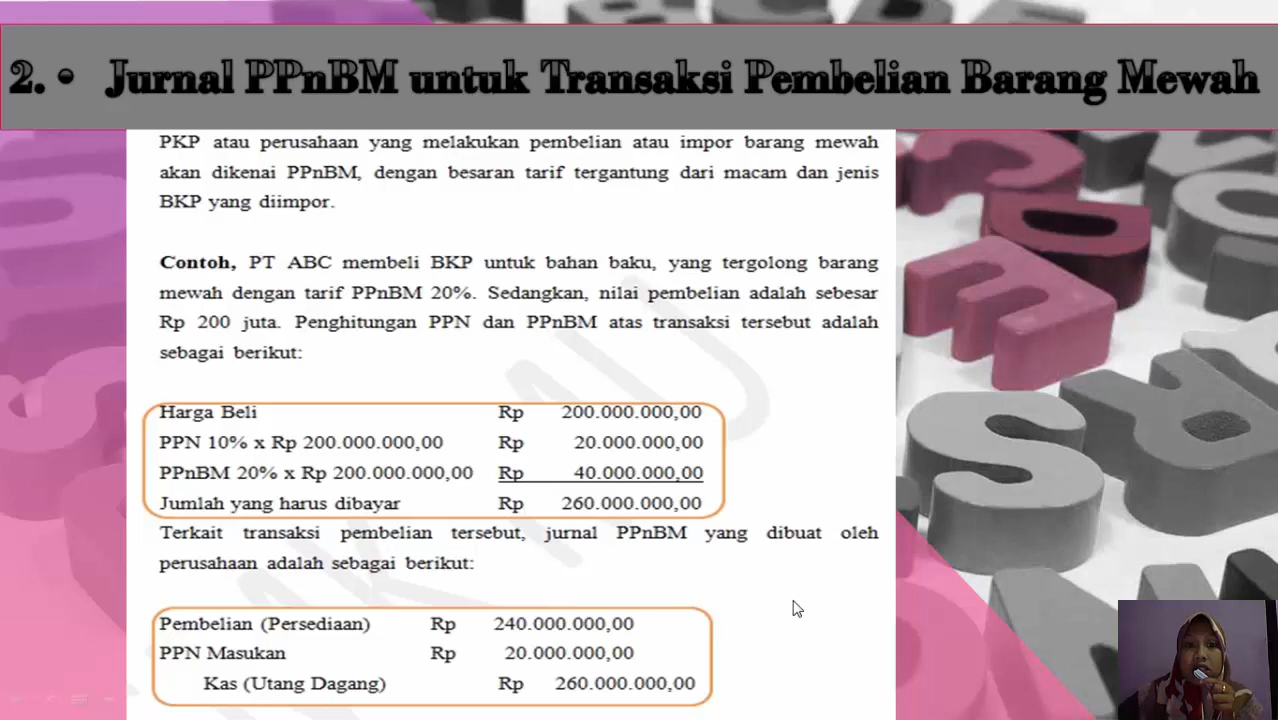 2. • Jurnal PPnBM untuk Transaksi Pembelian Barang Mewah
PKP atau perusahaan yang melakukan pembelian atau impor barang mewah
akan dikenai PPnBM, dengan besaran tarif tergantung dari macam dan jenis
BKP yang diimpor.
Contoh, PT ABC membeli BKP untuk bahan baku, yang tergolong barang
mewah dengan tarif PPnBM 20%. Sedangkan, nilai pembelian adalah sebesar
Rp 200 juta. Penghitungan PPN dan PPnBM atas transaksi tersebut adalah
sebagai berikut:
Harga Beli Rp 200.000.000,00
PPN 10% x Rp 200.000.000,00 Rp 20.000.000,00
PPnBM 20% x Rp 200.000.000,00 Rp 40.000.000,00
Jumlah yang harus dibayar Rp 260.000.000,00
Terkait transaksi pembelian tersebut, jurnal PPnBM yang dibuat oleh
perusahaan adalah sebagai berikut:
Pembelian (Persediaan) Rp 240.000.000,00
PPN Masukan Rp 20.000.000,00
Kas (Utang Dagang) Rp 260.000.000,00